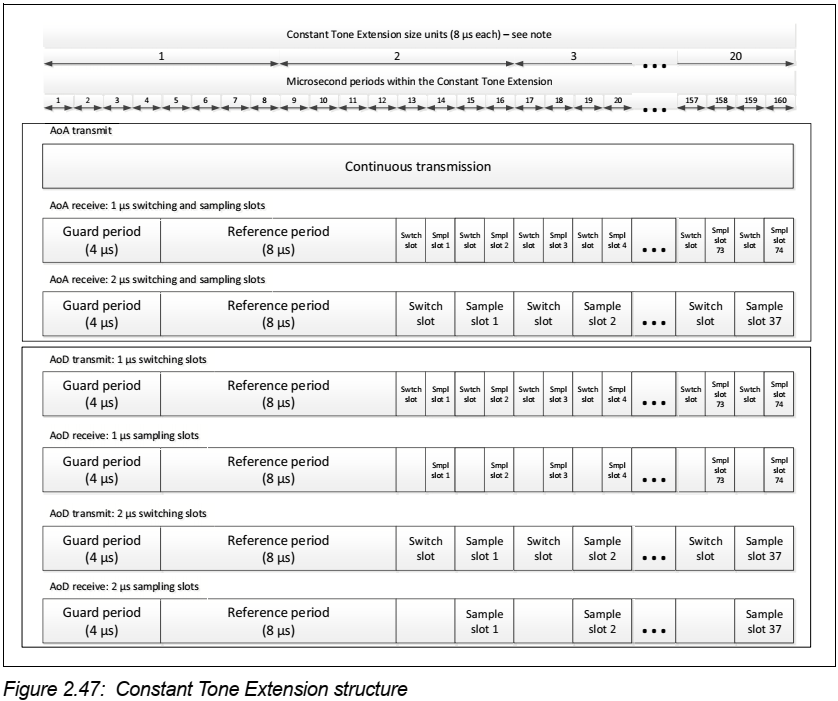 Constant Tone Extension size units (8 µs each) – see note
1 2 3 ... 20
Microsecond periods within the Constant Tone Extension
1 2 3 4 5 6 7 8 9 10 11 12 13 14 15 16 17 18 19 20 ... 157 158 159 160
AoA transmit
Continuous transmission
AoA receive: 1 µs switching and sampling slots
Guard period Reference period Swtch Smpl Swtch Smpl Swtch Smpl Swtch Smpl ... Swtch Smpl Swtch Smpl
(4 µs) (8 µs) slot slot 1 slot slot 2 slot slot 3 slot slot 4 slot slot 73 slot slot 74
AoA receive: 2 µs switching and sampling slots
Guard period Reference period Switch Sample Switch Sample ... Switch Sample
(4 µs) (8 µs) slot slot 1 slot slot 2 slot slot 37
AoD transmit: 1 µs switching slots
Guard period Reference period Swtch Smpl Swtch Smpl Swtch Smpl Swtch Smpl ... Swtch Smpl Swtch Smpl
(4 µs) (8 µs) slot slot 1 slot slot 2 slot slot 3 slot slot 4 slot slot 73 slot slot 74
AoD receive: 1 µs sampling slots
Guard period Reference period Smpl Smpl Smpl Smpl ... Smpl Smpl
(4 µs) (8 µs) slot 1 slot 2 slot 3 slot 4 slot 73 slot 74
AoD transmit: 2 µs switching slots
Guard period Reference period Switch Sample Switch Sample ... Switch Sample
(4 µs) (8 µs) slot slot 1 slot slot 2 slot slot 37
AoD receive: 2 µs sampling slots
Guard period Reference period Sample Sample ... Sample
(4 µs) (8 µs) slot 1 slot 2 slot 37
Figure 2.47: Constant Tone Extension structure